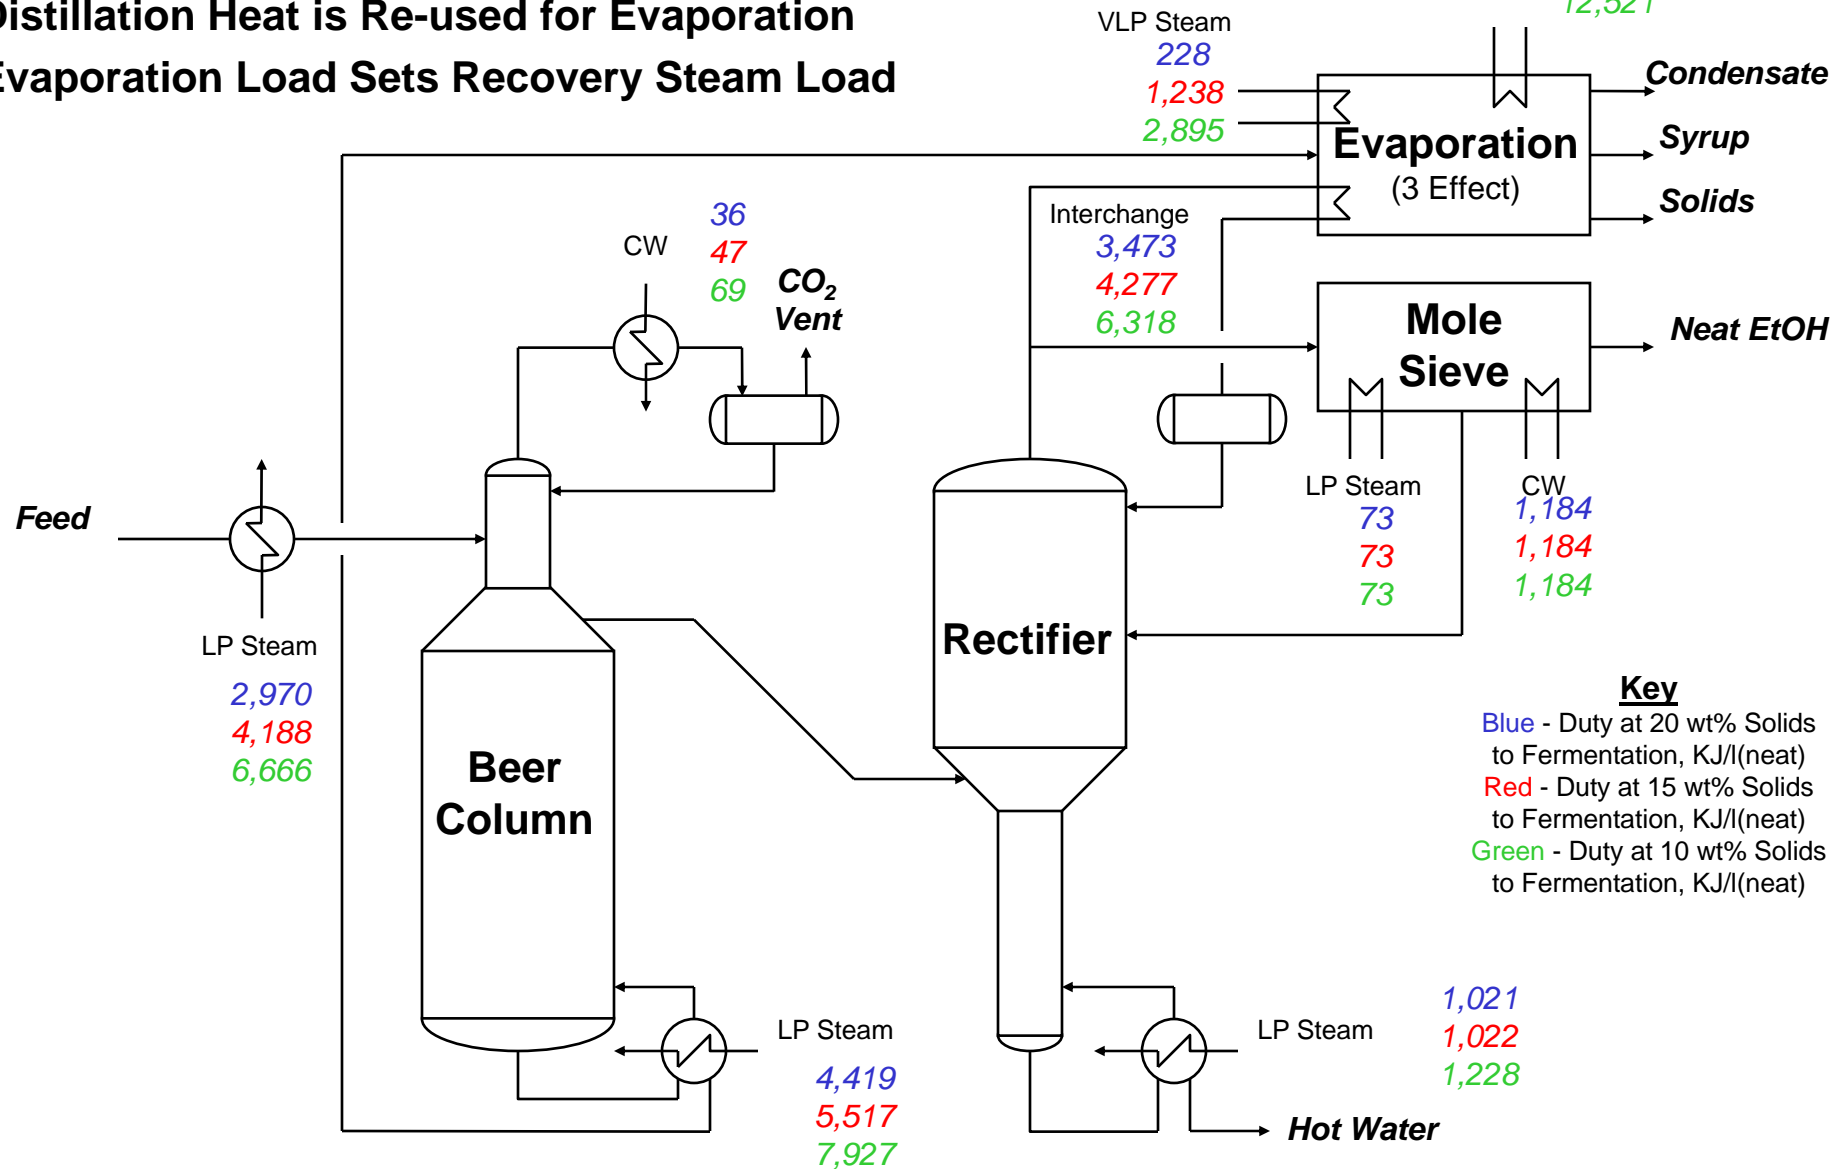 Distillation Heat is Re-used for Evaporation
Evaporation Load Sets Recovery Steam Load
12,521
VLP Steam
228
1,238
2,895
Condensate
Syrup
Solids
Evaporation
(3 Effect)
Interchange
3,473
4,277
6,318
36
47
69
CW
CO2
Vent
Mole
Sieve
Neat EtOH
LP Steam
73
73
73
CW
1,184
1,184
1,184
Feed
LP Steam
2,970
4,188
6,666
Beer
Column
Rectifier
Key
Blue - Duty at 20 wt% Solids
to Fermentation, KJ/l(neat)
Red - Duty at 15 wt% Solids
to Fermentation, KJ/l(neat)
Green - Duty at 10 wt% Solids
to Fermentation, KJ/l(neat)
LP Steam
4,419
5,517
7,927
LP Steam
1,021
1,022
1,228
Hot Water